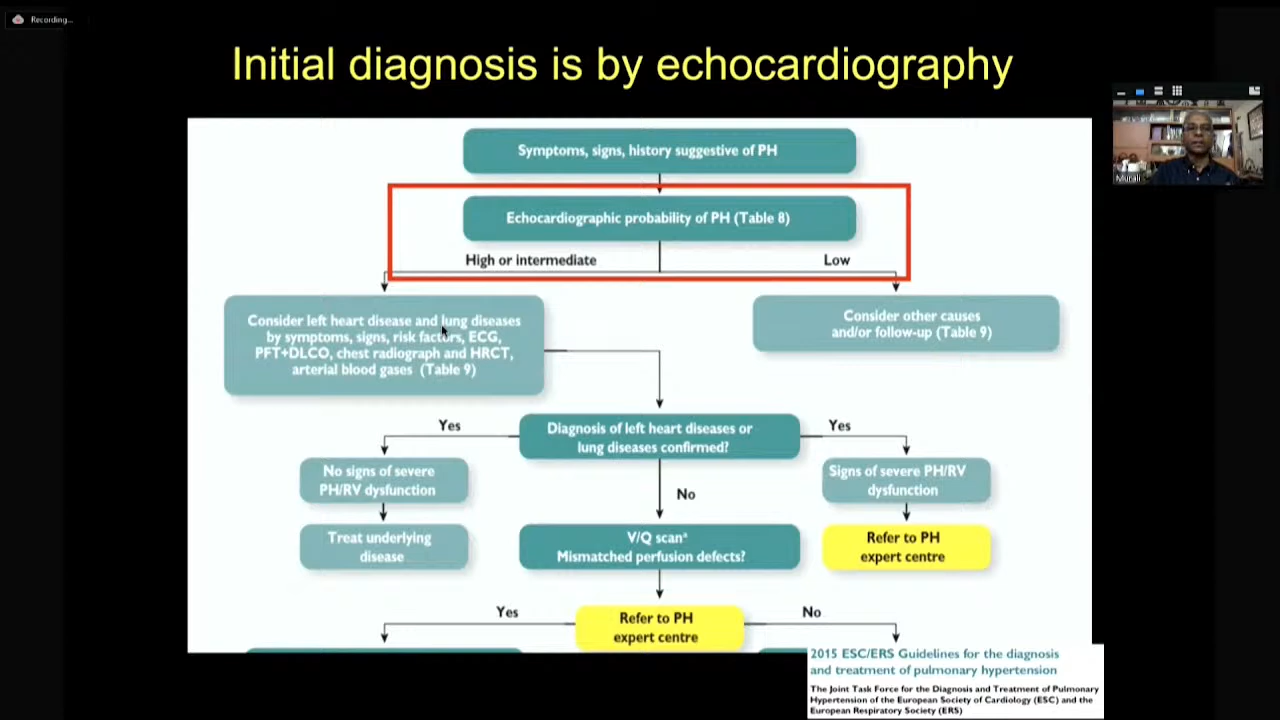 Recording...
Initial diagnosis is by echocardiography
Symptoms, signs, history suggestive of PH
Echocardiographic probability of PH (Table 8)
High or intermediate
Low
Consider left heart disease and lung diseases
by symptoms, signs, risk factors, ECG,
PFT+DLCO, chest radiograph and HRCT,
arterial blood gases (Table 9)
Consider other causes
and/or follow-up (Table 9)
Yes
Diagnosis of left heart diseases or
lung diseases confirmed?
Yes
No signs of severe
PH/RV dysfunction
Signs of severe PH/RV
dysfunction
No
Treat underlying
disease
V/Q scanª
Mismatched perfusion defects?
Refer to PH
expert centre
Yes
Refer to PH
expert centre
No
2015 ESC/ERS Guidelines for the diagnosis
and treatment of pulmonary hypertension
The Joint Task Force for the Diagnosis and Treatment of Pulmonary
Hypertension of the European Society of Cardiology (ESC) and the
European Respiratory Society (ERS)
Murali